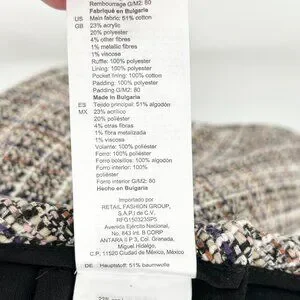 Rembourrage G/M2: 80
Fabriqué en Bulgarie
US Main fabric: 51% cotton
GB 23% acrylic
20% polyester
4% other fibres
1% metallic fibres
1% viscose
Ruffle: 100% polyester
Lining: 100% polyester
Pocket lining: 100% cotton
Padding: 100% polyester
Padding G/M2: 80
Made in Bulgaria
ES Tejido principal: 51% algodón
MX 23% acrílico
20% poliéster
4% otras fibras
1% fibra metalizada
1% viscosa
Volante: 100% poliéster
Forro: 100% poliéster
Forro bolsillos: 100% algodón
Forro interior: 100%
poliéster
Forro interior G/M2: 80
Hecho en Bulgaria
Importado por
RETAIL FASHION GROUP,
S.A.P.I de C.V.
RFG1503235P5
Avenida Ejército Nacional,
No. 843 Int. B CORP
ANTARA II P 3, Col. Granada,
Miguel Hidalgo,
C.P. 11520 Ciudad de México, México
DE Hauptstoff: 51% baumwolle